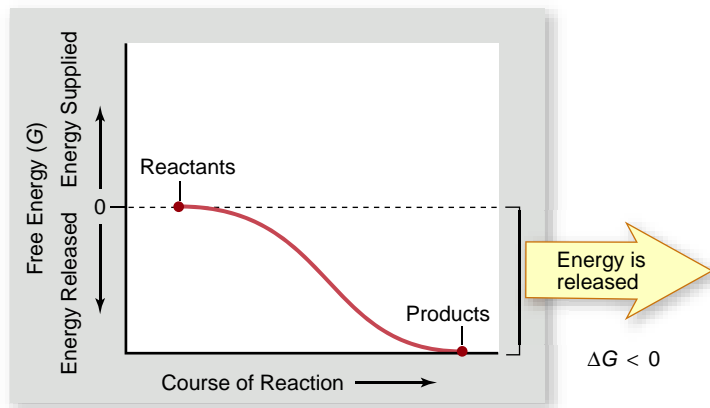 Free Energy (G)
Energy Supplied
Energy Released
0
Reactants
Products
Course of Reaction
Energy is
released
ΔG < 0